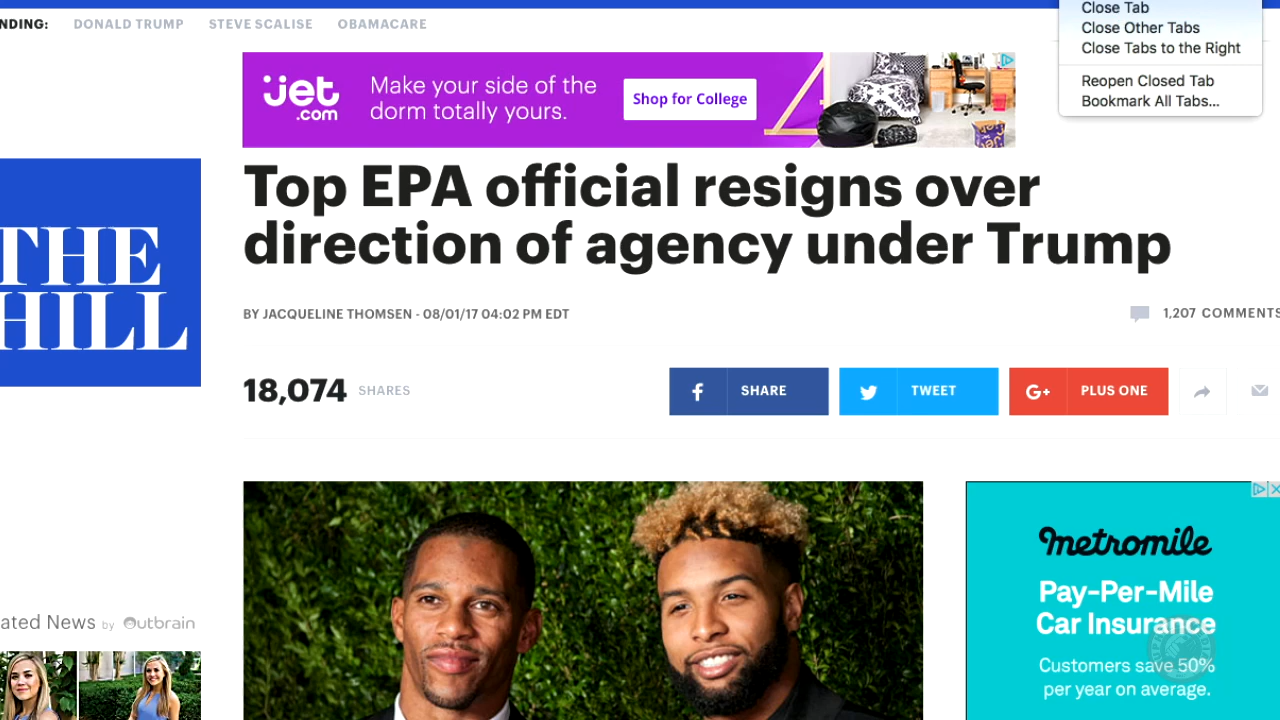 NDING: DONALD TRUMP STEVE SCALISE OBAMACARE
Close Tab
Close Other Tabs
Close Tabs to the Right
Reopen Closed Tab
Bookmark All Tabs...
jet
.com
Make your side of the
dorm totally yours.
Shop for College
THE
HILL
Top EPA official resigns over
direction of agency under Trump
BY JACQUELINE THOMSEN - 08/01/17 04:02 PM EDT
1,207 COMMENTS
18,074 SHARES
f SHARE
TWEET
G+ PLUS ONE
metromile
Pay-Per-Mile
Car Insurance
Customers save 50%
per year on average.
ated News by Outbrain